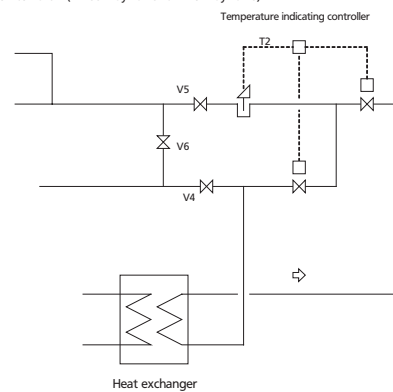 Temperature indicating controller
T2
V5
V6
V4
Heat exchanger